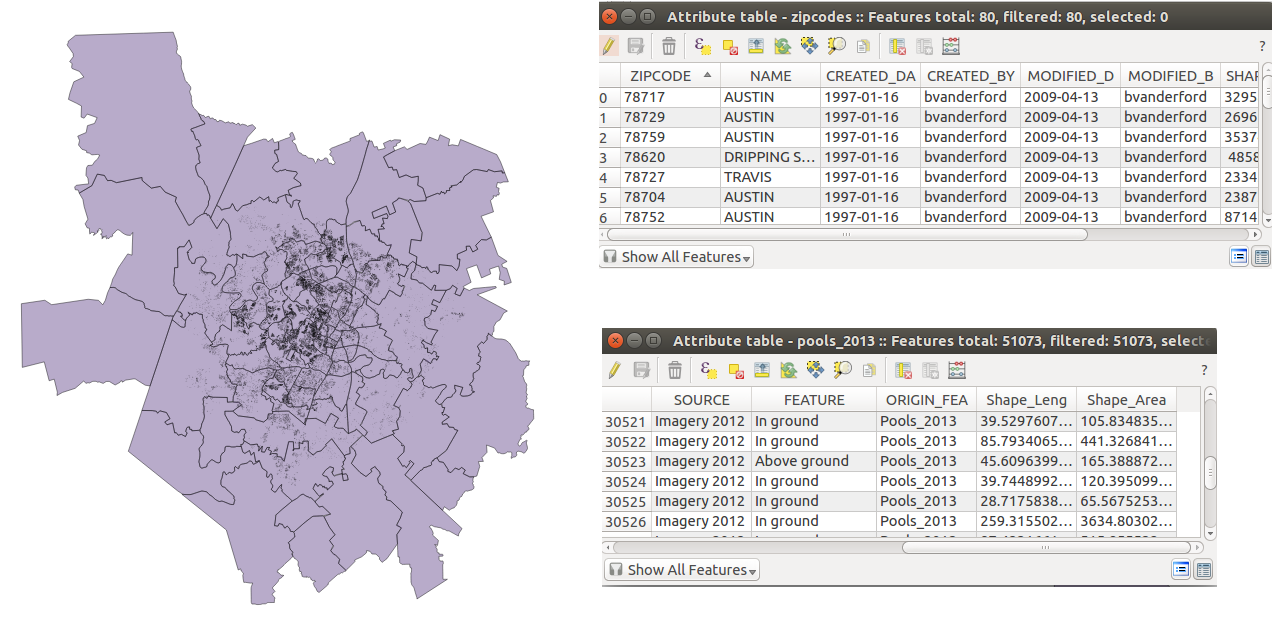 Attribute table - zipcodes :: Features total: 80, filtered: 80, selected: 0
?
ZIPCODE NAME CREATED_DA CREATED_BY MODIFIED_D MODIFIED_B SHAP
0 78717 AUSTIN 1997-01-16 bvanderford 2009-04-13 bvanderford 3295
1 78729 AUSTIN 1997-01-16 bvanderford 2009-04-13 bvanderford 2696
2 78759 AUSTIN 1997-01-16 bvanderford 2009-04-13 bvanderford 3537
3 78620 DRIPPING S... 1997-01-16 bvanderford 2009-04-13 bvanderford 4858
4 78727 TRAVIS 1997-01-16 bvanderford 2009-04-13 bvanderford 2334
5 78704 AUSTIN 1997-01-16 bvanderford 2009-04-13 bvanderford 2387
6 78752 AUSTIN 1997-01-16 bvanderford 2009-04-13 bvanderford 8714
Show All Features
Attribute table - pools_2013 :: Features total: 51073, filtered: 51073, selecte
?
SOURCE FEATURE ORIGIN_FEA Shape_Leng Shape_Area
30521 Imagery 2012 In ground Pools_2013 39.5297607... 105.834835...
30522 Imagery 2012 In ground Pools_2013 85.7934065... 441.326841...
30523 Imagery 2012 Above ground Pools_2013 45.6096399... 165.388872...
30524 Imagery 2012 In ground Pools_2013 39.7448992... 120.395099...
30525 Imagery 2012 In ground Pools_2013 28.7175838... 65.5675253...
30526 Imagery 2012 In ground Pools_2013 259.315502... 3634.80302...
Show All Features